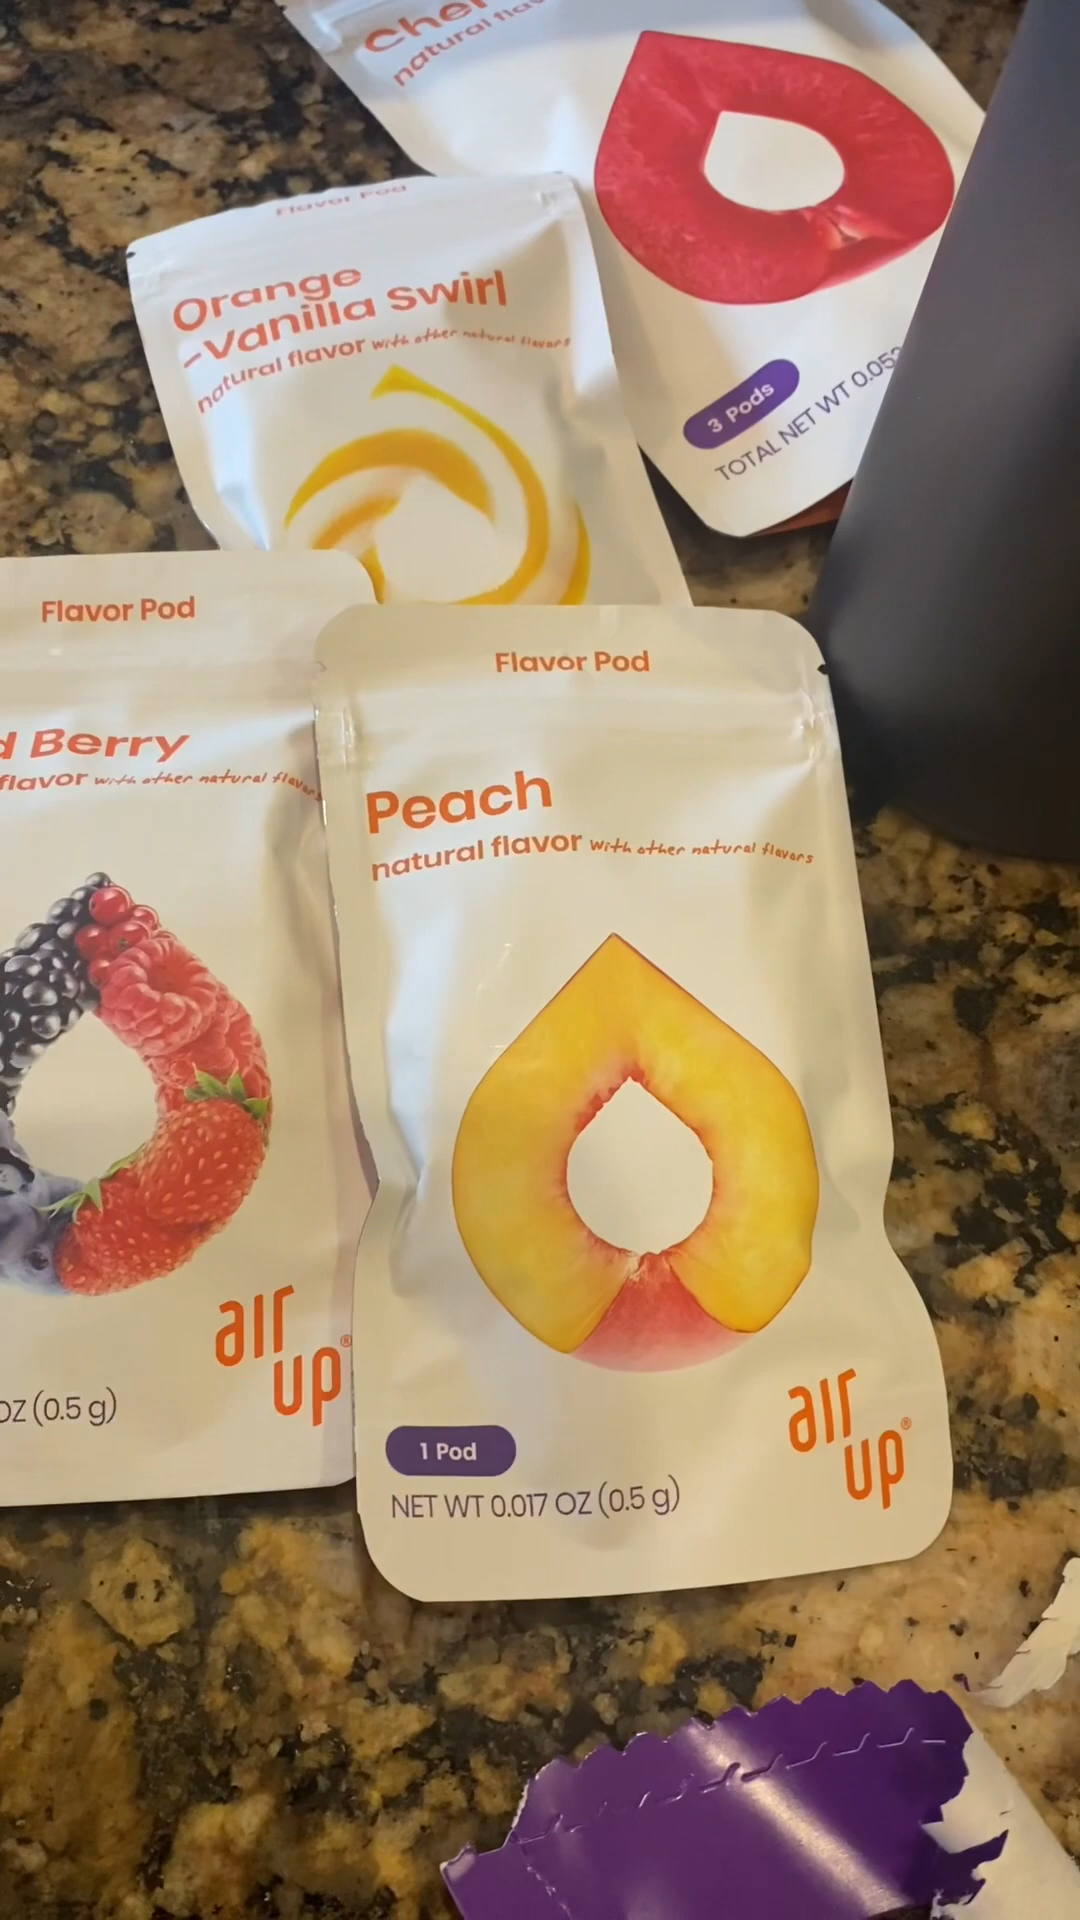 natural
3 Pods
TOTAL NET WT
Flavor Pod
Orange
-Vanilla Swirl
natural flavor with other natural flavors
Flavor Pod
Berry
flavor with other natural flavors
air
up®
OZ (0.5 g)
Flavor Pod
Peach
natural flavor with other natural flavors
air
up®
1 Pod
NET WT 0.017 OZ (0.5 g)